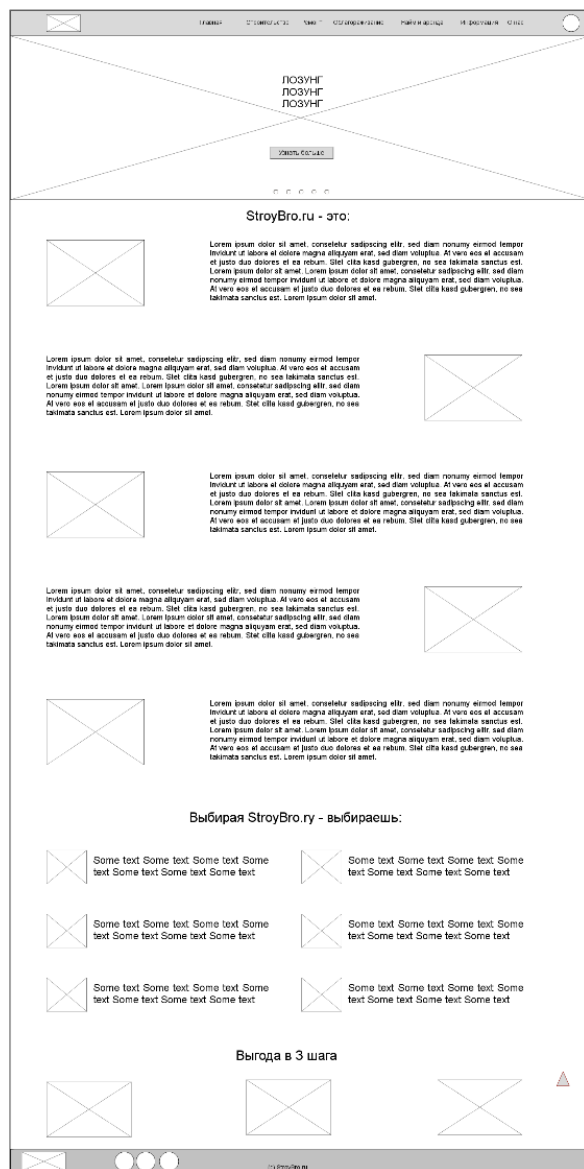 Главная Строительство Ремонт Облагораживание Найм и аренда Информация О нас
ЛОЗУНГ
ЛОЗУНГ
ЛОЗУНГ
Узнать больше
StroyBro.ru - это:
Lorem ipsum dolor sit amet, consetetur sadipscing elitr, sed diam nonumy eirmod tempor
invidunt ut labore et dolore magna aliquyam erat, sed diam voluptua. At vero eos et accusam
et justo duo dolores et ea rebum. Stet clita kasd gubergren, no sea takimata sanctus est.
Lorem ipsum dolor sit amet. Lorem ipsum dolor sit amet, consetetur sadipscing elitr, sed diam
nonumy eirmod tempor invidunt ut labore et dolore magna aliquyam erat, sed diam voluptua.
At vero eos et accusam et justo duo dolores et ea rebum. Stet clita kasd gubergren, no sea
takimata sanctus est. Lorem ipsum dolor sit amet.
Lorem ipsum dolor sit amet, consetetur sadipscing elitr, sed diam nonumy eirmod tempor
invidunt ut labore et dolore magna aliquyam erat, sed diam voluptua. At vero eos et accusam
et justo duo dolores et ea rebum. Stet clita kasd gubergren, no sea takimata sanctus est.
Lorem ipsum dolor sit amet. Lorem ipsum dolor sit amet, consetetur sadipscing elitr, sed diam
nonumy eirmod tempor invidunt ut labore et dolore magna aliquyam erat, sed diam voluptua.
At vero eos et accusam et justo duo dolores et ea rebum. Stet clita kasd gubergren, no sea
takimata sanctus est. Lorem ipsum dolor sit amet.
Lorem ipsum dolor sit amet, consetetur sadipscing elitr, sed diam nonumy eirmod tempor
invidunt ut labore et dolore magna aliquyam erat, sed diam voluptua. At vero eos et accusam
et justo duo dolores et ea rebum. Stet clita kasd gubergren, no sea takimata sanctus est.
Lorem ipsum dolor sit amet. Lorem ipsum dolor sit amet, consetetur sadipscing elitr, sed diam
nonumy eirmod tempor invidunt ut labore et dolore magna aliquyam erat, sed diam voluptua.
At vero eos et accusam et justo duo dolores et ea rebum. Stet clita kasd gubergren, no sea
takimata sanctus est. Lorem ipsum dolor sit amet.
Lorem ipsum dolor sit amet, consetetur sadipscing elitr, sed diam nonumy eirmod tempor
invidunt ut labore et dolore magna aliquyam erat, sed diam voluptua. At vero eos et accusam
et justo duo dolores et ea rebum. Stet clita kasd gubergren, no sea takimata sanctus est.
Lorem ipsum dolor sit amet. Lorem ipsum dolor sit amet, consetetur sadipscing elitr, sed diam
nonumy eirmod tempor invidunt ut labore et dolore magna aliquyam erat, sed diam voluptua.
At vero eos et accusam et justo duo dolores et ea rebum. Stet clita kasd gubergren, no sea
takimata sanctus est. Lorem ipsum dolor sit amet.
Lorem ipsum dolor sit amet, consetetur sadipscing elitr, sed diam nonumy eirmod tempor
invidunt ut labore et dolore magna aliquyam erat, sed diam voluptua. At vero eos et accusam
et justo duo dolores et ea rebum. Stet clita kasd gubergren, no sea takimata sanctus est.
Lorem ipsum dolor sit amet. Lorem ipsum dolor sit amet, consetetur sadipscing elitr, sed diam
nonumy eirmod tempor invidunt ut labore et dolore magna aliquyam erat, sed diam voluptua.
At vero eos et accusam et justo duo dolores et ea rebum. Stet clita kasd gubergren, no sea
takimata sanctus est. Lorem ipsum dolor sit amet.
Выбирая StroyBro.ry - выбираешь:
Some text Some text Some text Some
text Some text Some text Some text
Some text Some text Some text Some
text Some text Some text Some text
Some text Some text Some text Some
text Some text Some text Some text
Some text Some text Some text Some
text Some text Some text Some text
Some text Some text Some text Some
text Some text Some text Some text
Some text Some text Some text Some
text Some text Some text Some text
Выгода в 3 шага
(c) StroyBro.ru